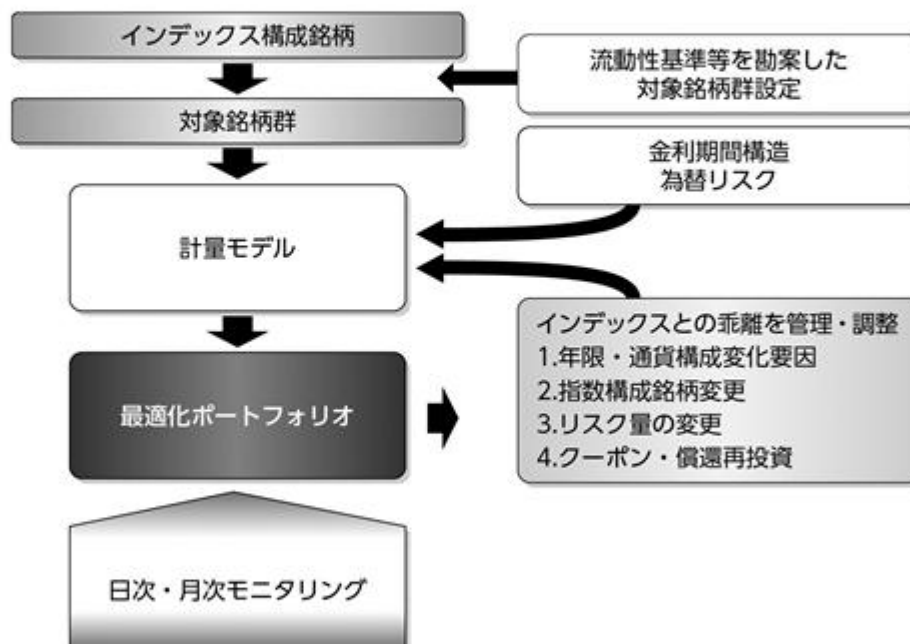 インデックス構成銘柄
流動性基準等を勘案した
対象銘柄群設定
対象銘柄群
金利期間構造
為替リスク
計量モデル
インデックスとの乖離を管理・調整
1.年限・通貨構成変化要因
2.指数構成銘柄変更
3.リスク量の変更
4.クーポン・償還再投資
最適化ポートフォリオ
日次・月次モニタリング